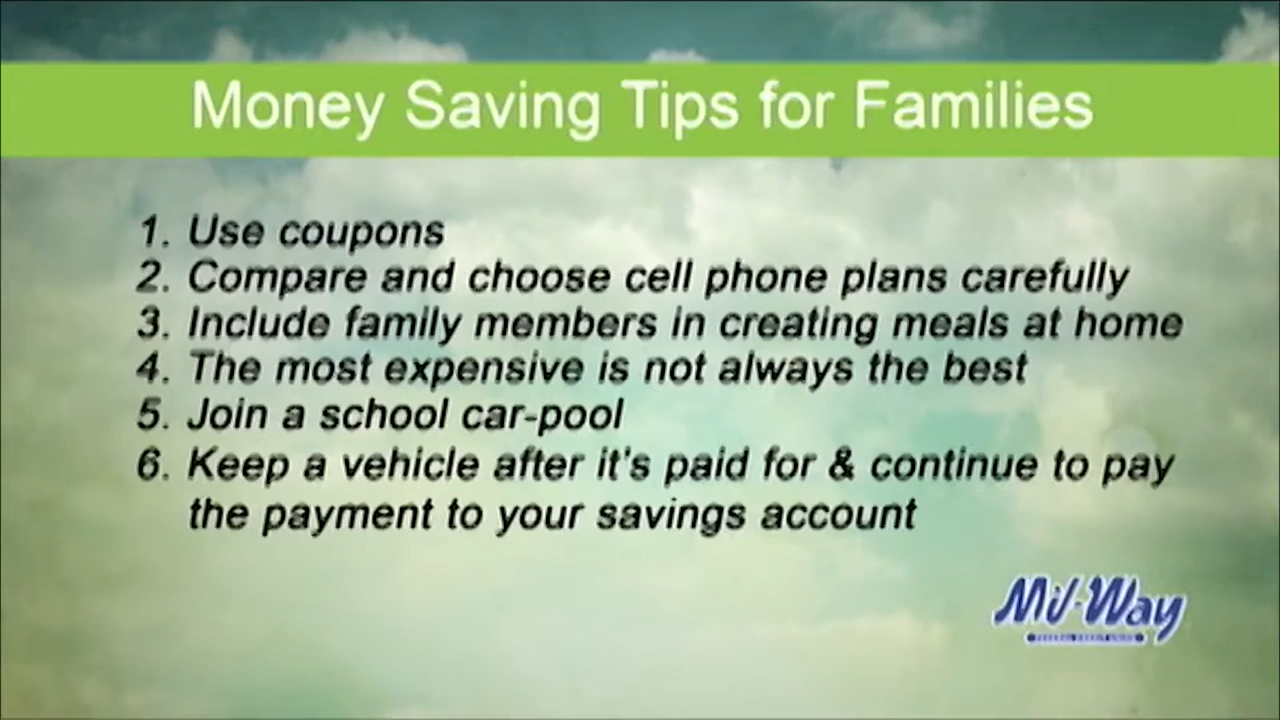 Money Saving Tips for Families
1. Use coupons
2. Compare and choose cell phone plans carefully
3. Include family members in creating meals at home
4. The most expensive is not always the best
5. Join a school car-pool
6. Keep a vehicle after it's paid for & continue to pay
the payment to your savings account
Mil-Way